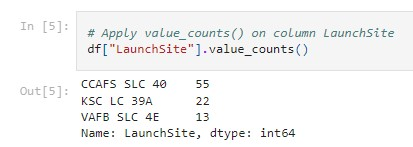 In [5]:
# Apply value_counts() on column LaunchSite
df["LaunchSite"].value_counts()
Out[5]:
CCAFS SLC 40    55
KSC LC 39A      22
VAFB SLC 4E     13
Name: LaunchSite, dtype: int64